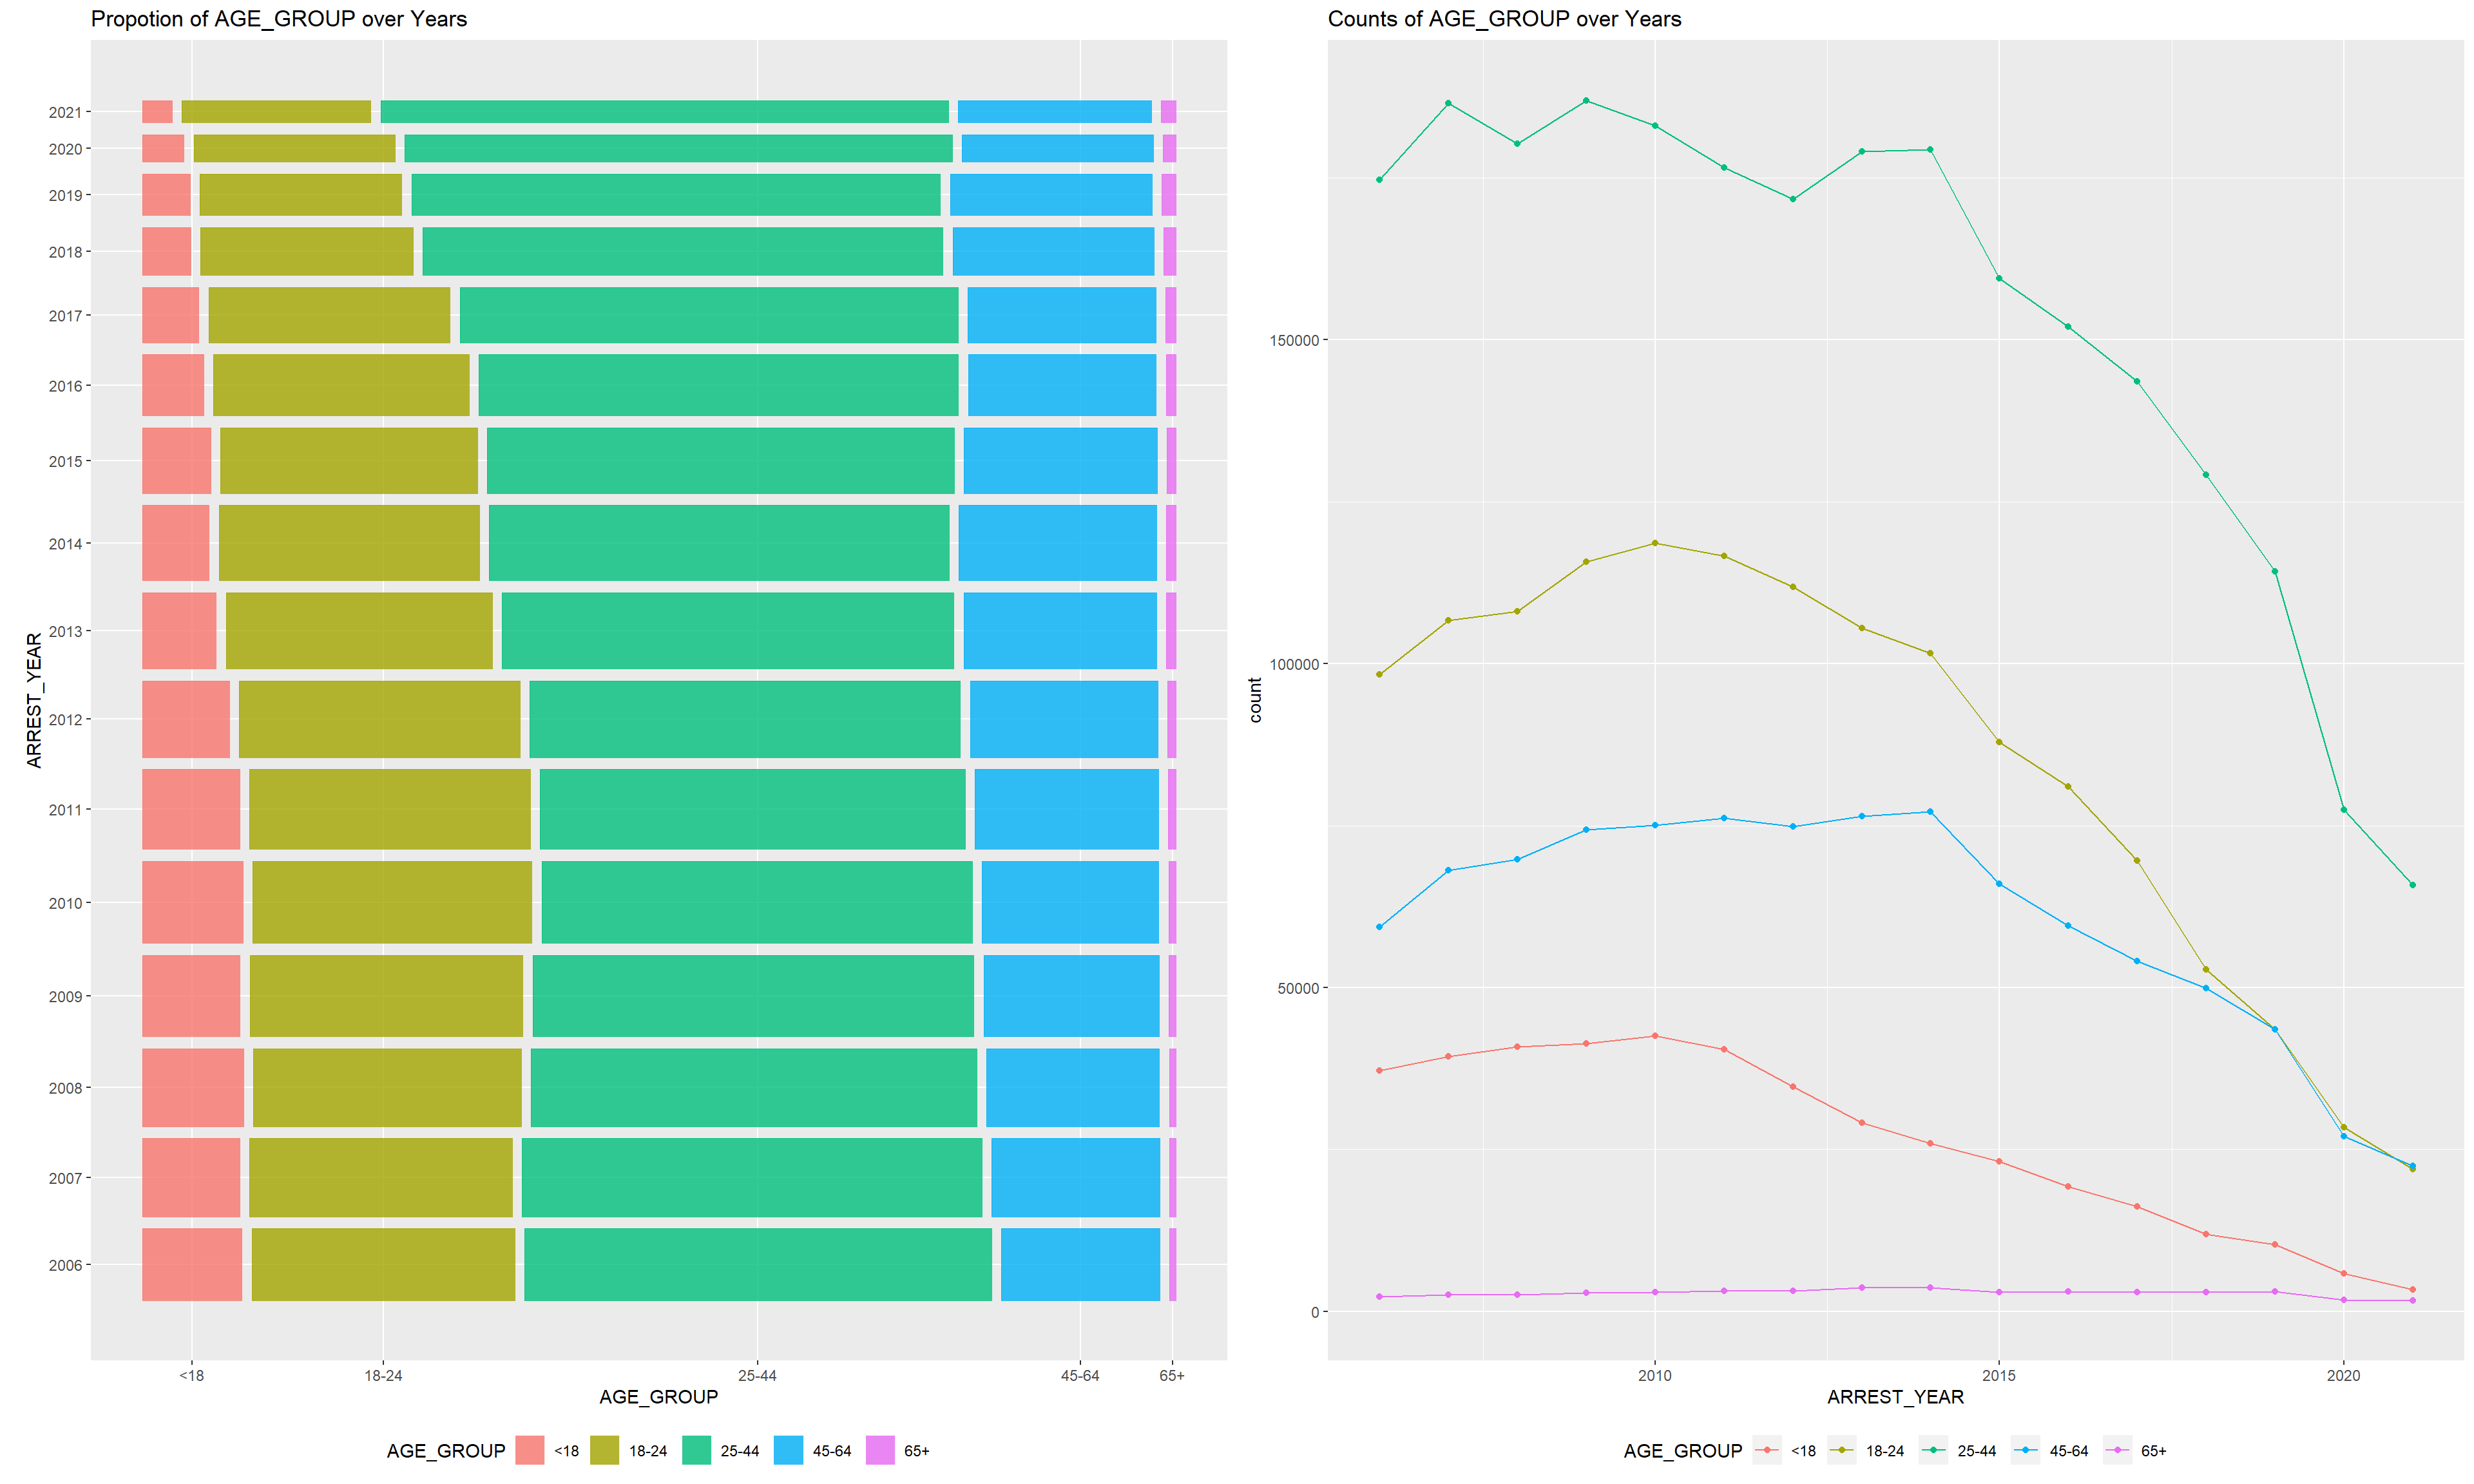 Propotion of AGE_GROUP over Years
ARREST_YEAR
2021
2020
2019
2018
2017
2016
2015
2014
2013
2012
2011
2010
2009
2008
2007
2006
<18 18-24 25-44 45-64 65+
AGE_GROUP
AGE_GROUP <18 18-24 25-44 45-64 65+
Counts of AGE_GROUP over Years
count
150000
100000
50000
0
2010 2015 2020
ARREST_YEAR
AGE_GROUP <18 18-24 25-44 45-64 65+